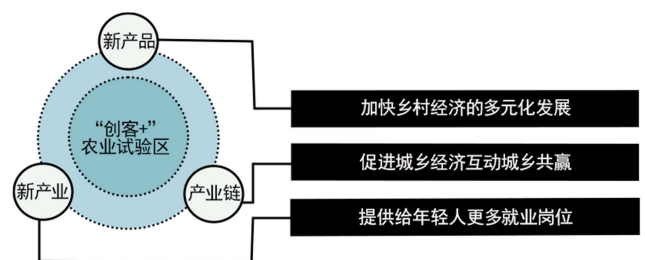 新产品
“创客+”
农业试验区
新产业
产业链
加快乡村经济的多元化发展
促进城乡经济互动城乡共赢
提供给年轻人更多就业岗位